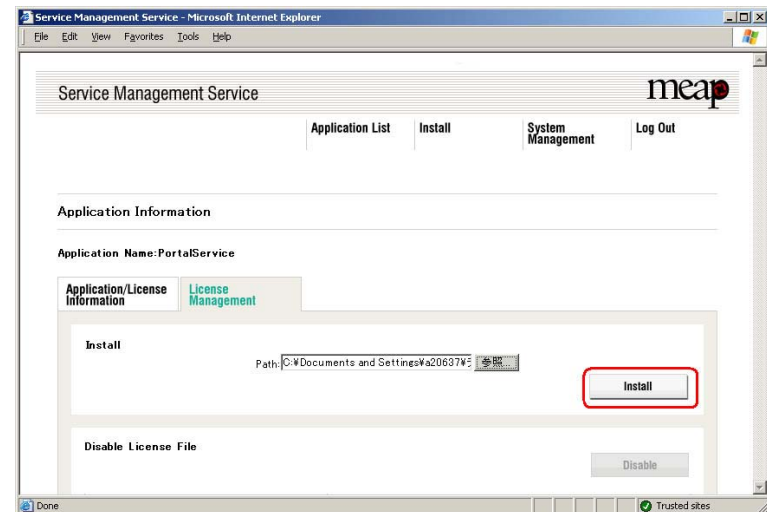 Service Management Service - Microsoft Internet Explorer
File Edit View Favorites Tools Help
Service Management Service
meap
Application List Install System Management Log Out
Application Information
Application Name:PortalService
Application/License Information License Management
Install
Path: C:¥Documents and Settings¥a20637¥ 参照...
Install
Disable License File
Disable
Done Trusted sites